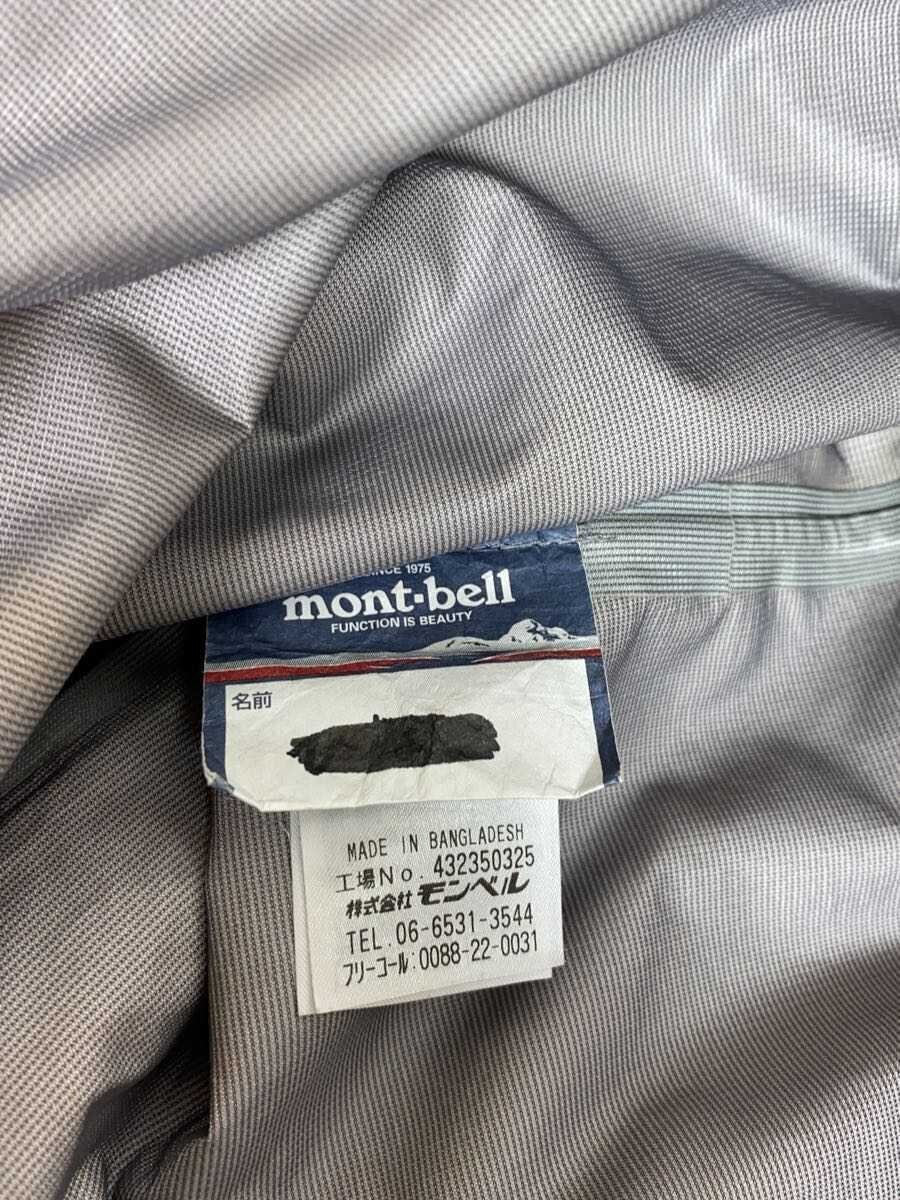 SINCE 1975
mont-bell
FUNCTION IS BEAUTY
名前
MADE IN BANGLADESH
工場No. 432350325
株式会社 モンベル
TEL. 06-6531-3544
フリーコール:0088-22-0031